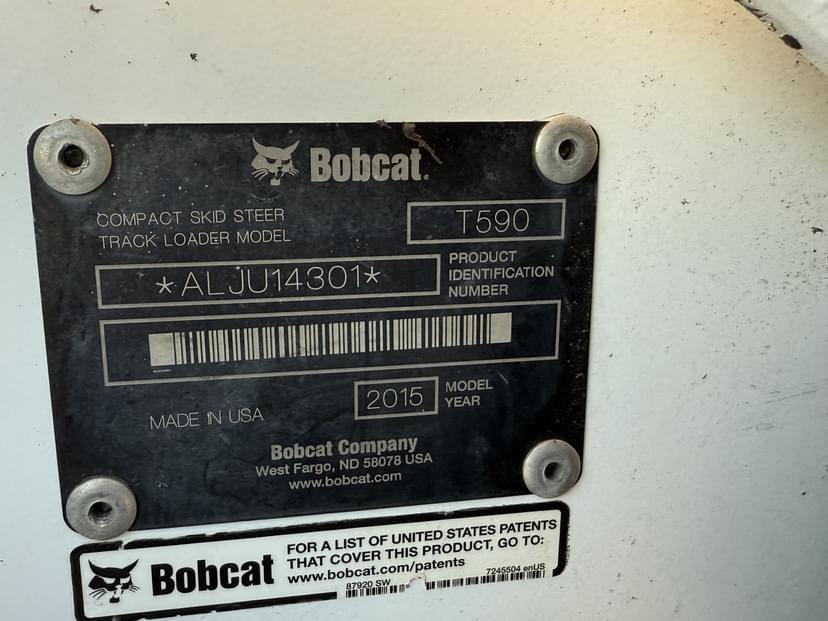 Bobcat.
COMPACT SKID STEER
TRACK LOADER MODEL
T590
*ALJU14301*
PRODUCT
IDENTIFICATION
NUMBER
2015
MODEL
YEAR
MADE IN USA
Bobcat Company
West Fargo, ND 58078 USA
www.bobcat.com
Bobcat
FOR A LIST OF UNITED STATES PATENTS
THAT COVER THIS PRODUCT, GO TO:
www.bobcat.com/patents
87920 SW
7245504 enUS